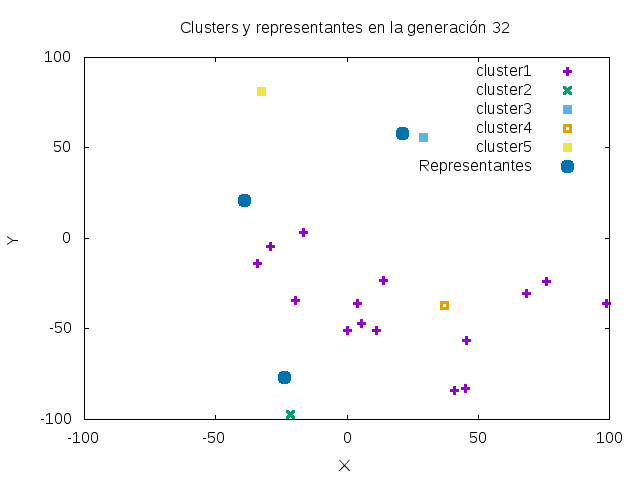 Clusters y representantes en la generación 32
100
50
0
-50
-100
-100
-50
0
50
100
Y
X
cluster1
cluster2
cluster3
cluster4
cluster5
Representantes